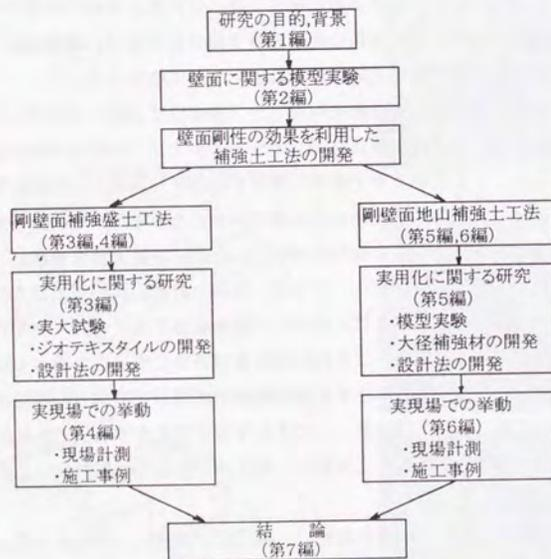 研究の目的,背景
(第1編)
壁面に関する模型実験
(第2編)
壁面剛性の効果を利用した
補強土工法の開発
剛壁面補強盛土工法
(第3編,4編)
実用化に関する研究
(第3編)
・実大試験
・ジオテキスタイルの開発
・設計法の開発
実現場での挙動
(第4編)
・現場計測
・施工事例
剛壁面地山補強土工法
(第5編,6編)
実用化に関する研究
(第5編)
・模型実験
・大径補強材の開発
・設計法の開発
実現場での挙動
(第6編)
・現場計測
・施工事例
結 論
(第7編)